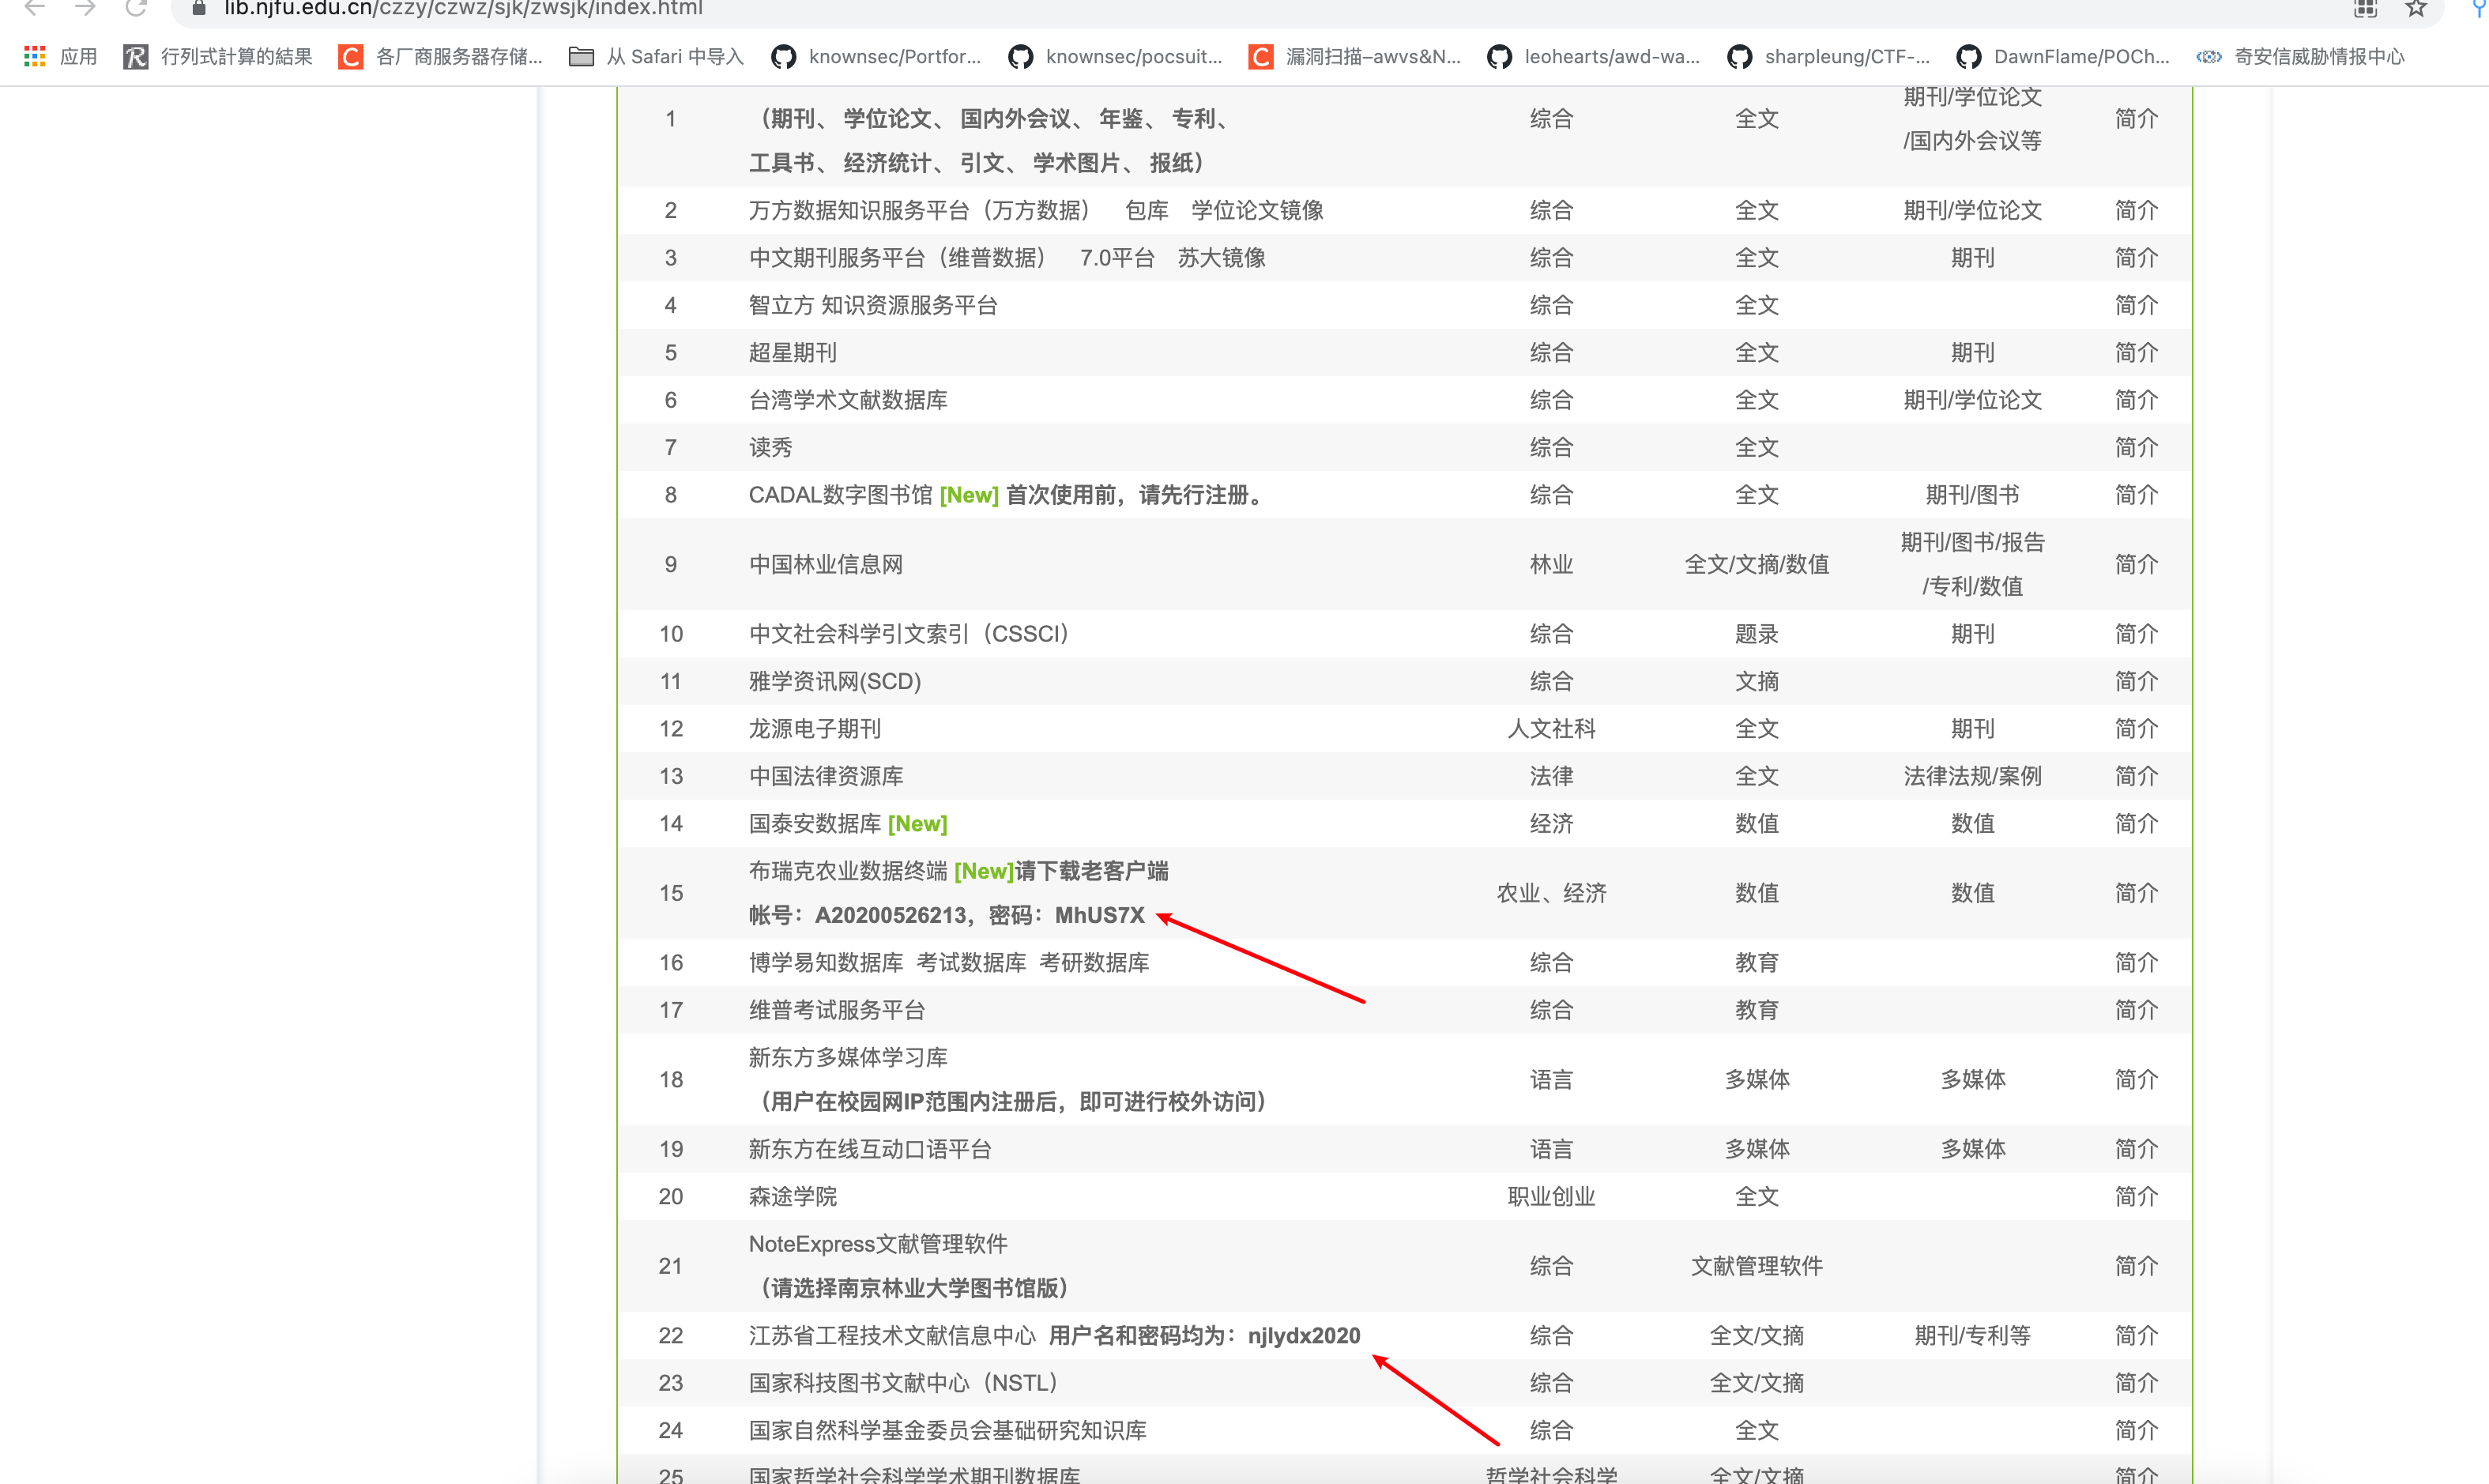 lib.njfu.edu.cn/czzy/czwz/sjk/zwsjk/index.html
应用 行列式計算的結果 各厂商服务器存储... 从 Safari 中导入 knownsec/Portfor... knownsec/pocsuit... 漏洞扫描–awvs&N... leohearts/awd-wa... sharpleung/CTF-... DawnFlame/POCh... 奇安信威胁情报中心
期刊/学位论文
1 （期刊、 学位论文、 国内外会议、 年鉴、 专利、 综合 全文 简介
/国内外会议等
工具书、 经济统计、 引文、 学术图片、 报纸）
2 万方数据知识服务平台（万方数据） 包库 学位论文镜像 综合 全文 期刊/学位论文 简介
3 中文期刊服务平台（维普数据） 7.0平台 苏大镜像 综合 全文 期刊 简介
4 智立方 知识资源服务平台 综合 全文 简介
5 超星期刊 综合 全文 期刊 简介
6 台湾学术文献数据库 综合 全文 期刊/学位论文 简介
7 读秀 综合 全文 简介
8 CADAL数字图书馆 [New] 首次使用前，请先行注册。 综合 全文 期刊/图书 简介
期刊/图书/报告
9 中国林业信息网 林业 全文/文摘/数值 简介
/专利/数值
10 中文社会科学引文索引（CSSCI） 综合 题录 期刊 简介
11 雅学资讯网(SCD) 综合 文摘 简介
12 龙源电子期刊 人文社科 全文 期刊 简介
13 中国法律资源库 法律 全文 法律法规/案例 简介
14 国泰安数据库 [New] 经济 数值 数值 简介
布瑞克农业数据终端 [New]请下载老客户端
15 农业、经济 数值 数值 简介
帐号：A20200526213，密码：MhUS7X
16 博学易知数据库 考试数据库 考研数据库 综合 教育 简介
17 维普考试服务平台 综合 教育 简介
新东方多媒体学习库
18 语言 多媒体 多媒体 简介
（用户在校园网IP范围内注册后，即可进行校外访问）
19 新东方在线互动口语平台 语言 多媒体 多媒体 简介
20 森途学院 职业创业 全文 简介
NoteExpress文献管理软件
21 综合 文献管理软件 简介
（请选择南京林业大学图书馆版）
22 江苏省工程技术文献信息中心 用户名和密码均为：njlydx2020 综合 全文/文摘 期刊/专利等 简介
23 国家科技图书文献中心（NSTL） 综合 全文/文摘 简介
24 国家自然科学基金委员会基础研究知识库 综合 全文 简介
25 国家哲学社会科学学术期刊数据库 哲学社会科学 全文/文摘 简介